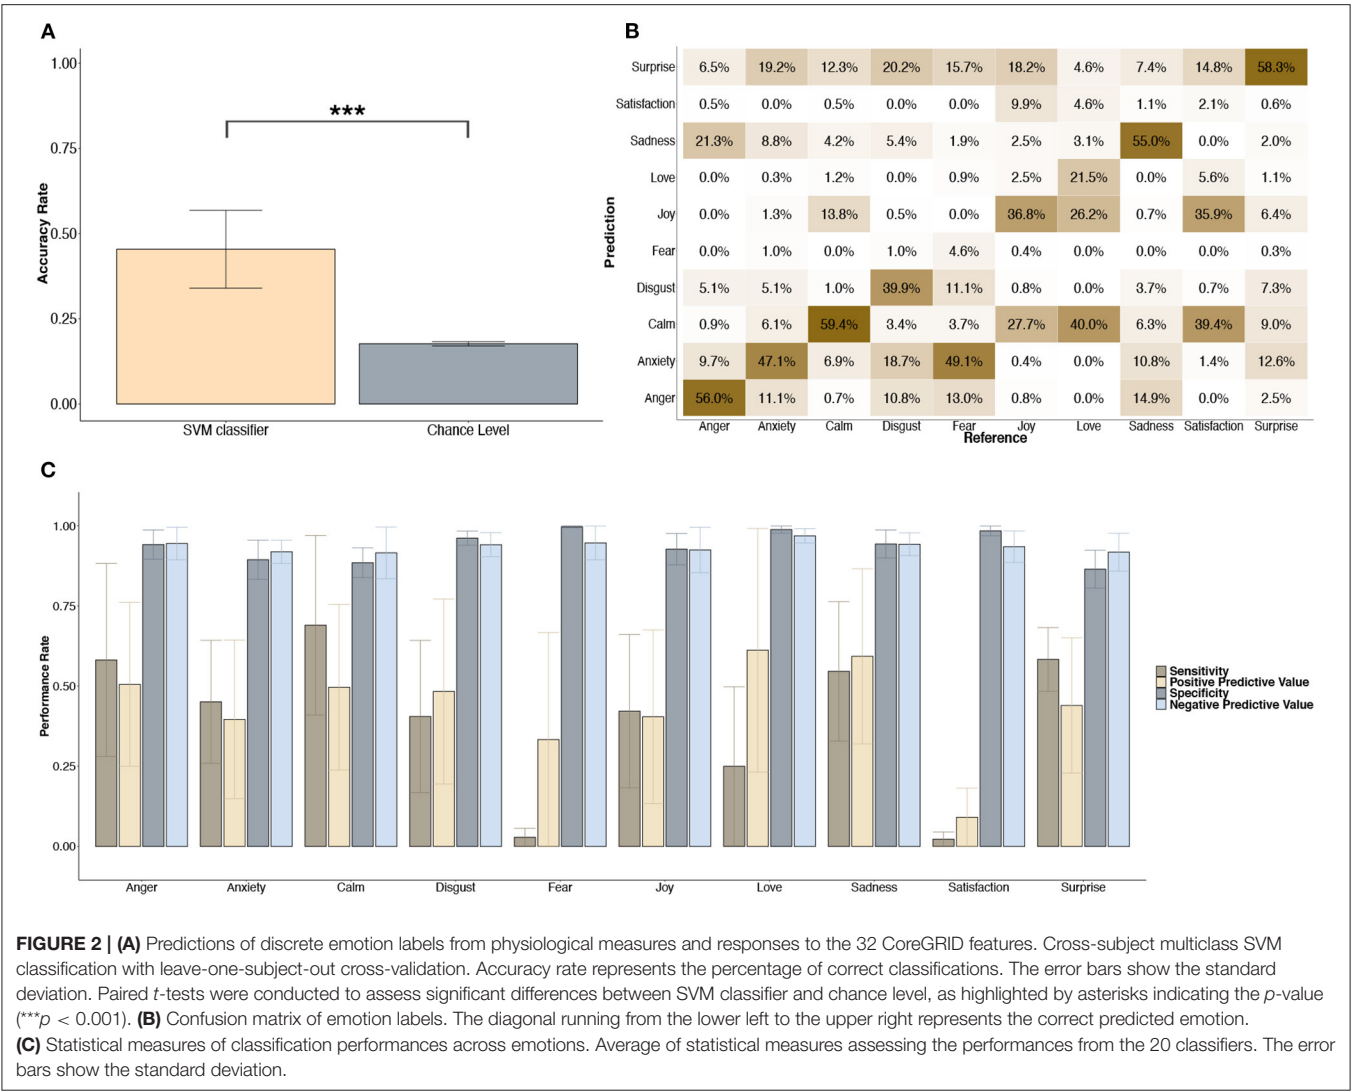 A
1.00
0.75
0.50
0.25
0.00
Accuracy Rate
***
SVM classifier
Chance Level
B
Prediction
Surprise 6.5% 19.2% 12.3% 20.2% 15.7% 18.2% 4.6% 7.4% 14.8% 58.3%
Satisfaction 0.5% 0.0% 0.5% 0.0% 0.0% 9.9% 4.6% 1.1% 2.1% 0.6%
Sadness 21.3% 8.8% 4.2% 5.4% 1.9% 2.5% 3.1% 55.0% 0.0% 2.0%
Love 0.0% 0.3% 1.2% 0.0% 0.9% 2.5% 21.5% 0.0% 5.6% 1.1%
Joy 0.0% 1.3% 13.8% 0.5% 0.0% 36.8% 26.2% 0.7% 35.9% 6.4%
Fear 0.0% 1.0% 0.0% 1.0% 4.6% 0.4% 0.0% 0.0% 0.0% 0.3%
Disgust 5.1% 5.1% 1.0% 39.9% 11.1% 0.8% 0.0% 3.7% 0.7% 7.3%
Calm 0.9% 6.1% 59.4% 3.4% 3.7% 27.7% 40.0% 6.3% 39.4% 9.0%
Anxiety 9.7% 47.1% 6.9% 18.7% 49.1% 0.4% 0.0% 10.8% 1.4% 12.6%
Anger 56.0% 11.1% 0.7% 10.8% 13.0% 0.8% 0.0% 14.9% 0.0% 2.5%
Anger Anxiety Calm Disgust Fear Joy Love Sadness Satisfaction Surprise
Reference
C
1.00
0.75
0.50
0.25
0.00
Performance Rate
Anger Anxiety Calm Disgust Fear Joy Love Sadness Satisfaction Surprise
Sensitivity
Positive Predictive Value
Specificity
Negative Predictive Value
FIGURE 2 | (A) Predictions of discrete emotion labels from physiological measures and responses to the 32 CoreGRID features. Cross-subject multiclass SVM
classification with leave-one-subject-out cross-validation. Accuracy rate represents the percentage of correct classifications. The error bars show the standard
deviation. Paired t-tests were conducted to assess significant differences between SVM classifier and chance level, as highlighted by asterisks indicating the p-value
(***p < 0.001). (B) Confusion matrix of emotion labels. The diagonal running from the lower left to the upper right represents the correct predicted emotion.
(C) Statistical measures of classification performances across emotions. Average of statistical measures assessing the performances from the 20 classifiers. The error
bars show the standard deviation.